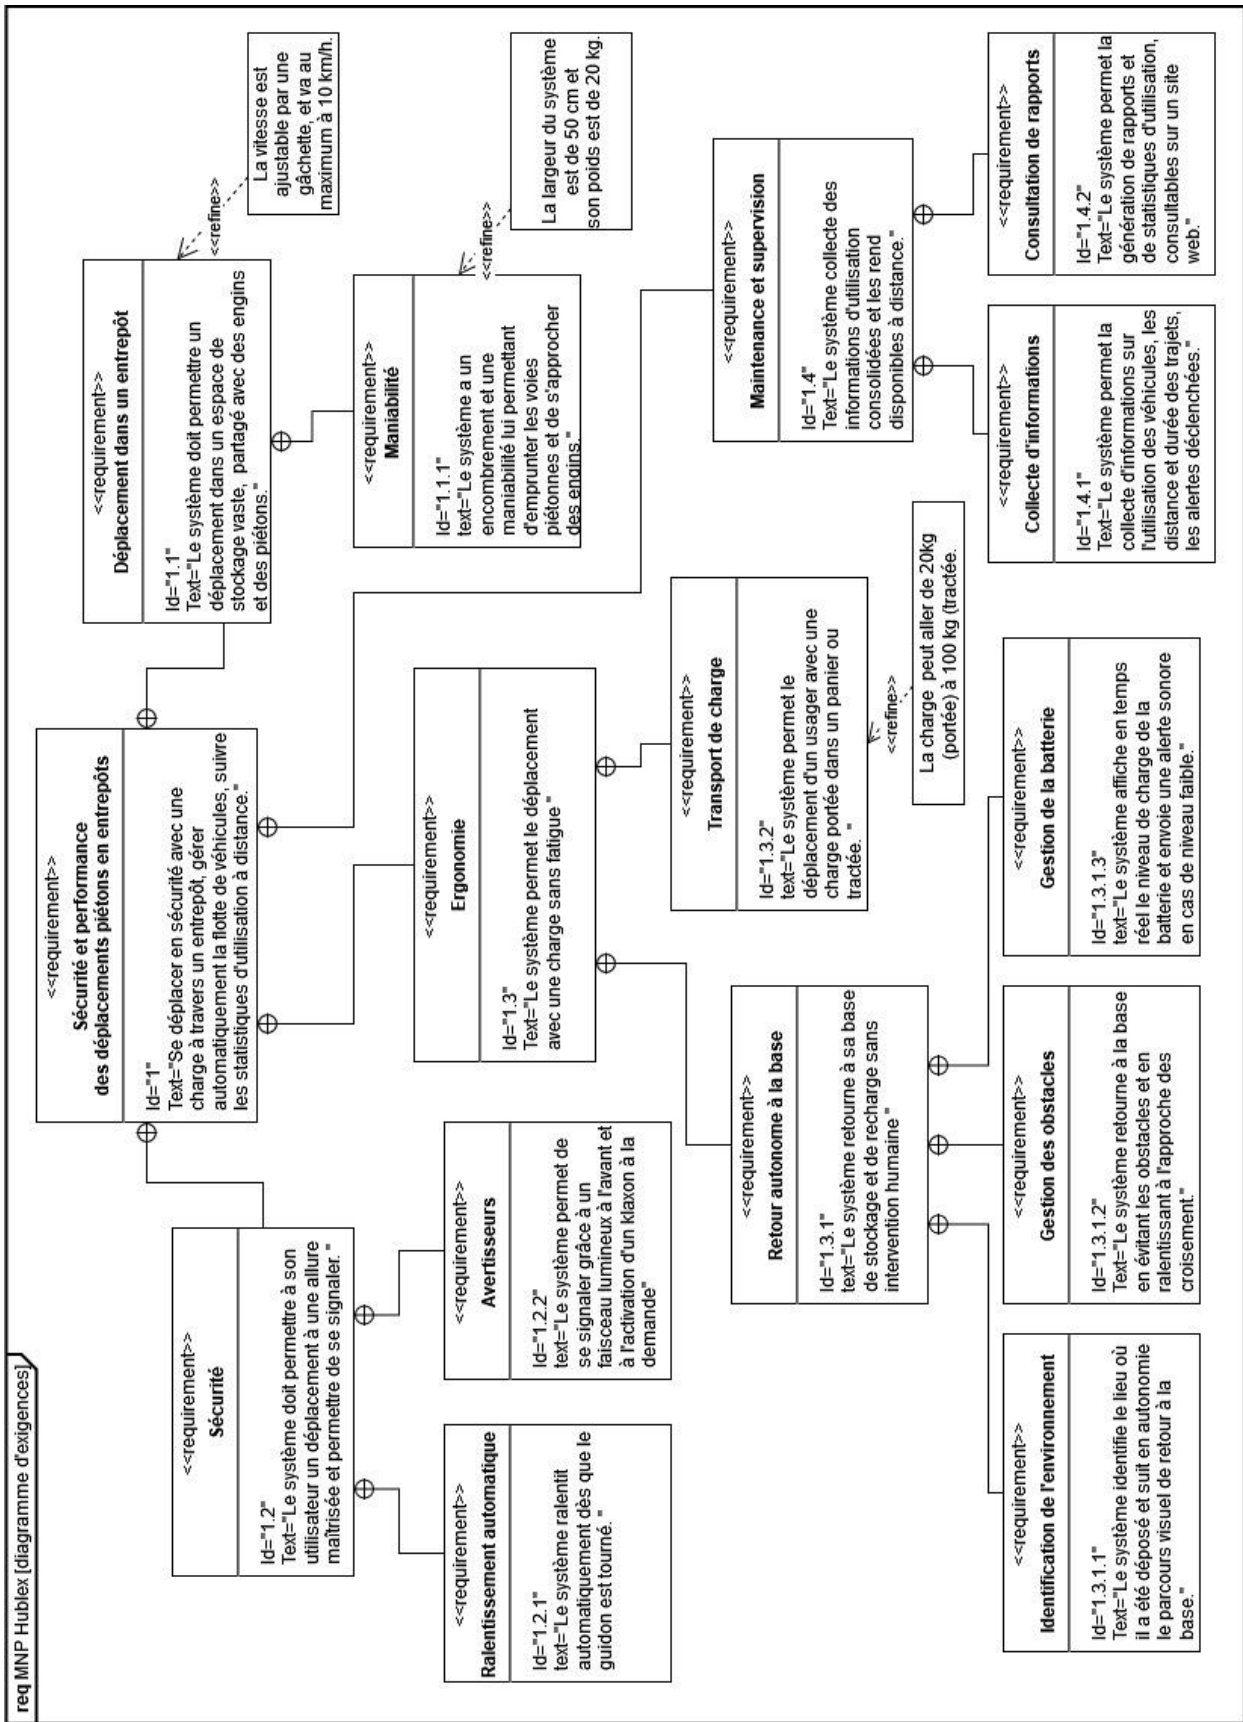 req MNP Hublex [diagramme d'exigences]
<<requirement>>
Sécurité et performance
des déplacements piétons en entrepôts
Id="1"
Text="Se déplacer en sécurité avec une
charge à travers un entrepôt, gérer
automatiquement la flotte de véhicules, suivre
les statistiques d'utilisation à distance."
<<requirement>>
Sécurité
Id="1.2"
Text="Le système doit permettre à son
utilisateur un déplacement à une allure
maîtrisée et permettre de se signaler. "
<<requirement>>
Déplacement dans un entrepôt
Id="1.1"
Text="Le système doit permettre un
déplacement dans un espace de
stockage vaste, partagé avec des engins
et des piétons."
<<refine>>
La vitesse est
ajustable par une
gâchette, et va au
maximum à 10 km/h.
<<requirement>>
Ralentissement automatique
Id="1.2.1"
text="Le système ralentit
automatiquement dès que le
guidon est tourné. "
<<requirement>>
Avertisseurs
Id="1.2.2"
text="Le système permet de
se signaler grâce à un
faisceau lumineux à l'avant et
à l'activation d'un klaxon à la
demande"
<<requirement>>
Ergonomie
Id="1.3"
Text="Le système permet le déplacement
avec une charge sans fatigue "
<<requirement>>
Maniabilité
Id="1.1.1"
text="Le système a un
encombrement et une
maniabilité lui permettant
d'emprunter les voies
piétonnes et de s'approcher
des engins."
<<refine>>
La largeur du système
est de 50 cm et
son poids est de 20 kg.
<<requirement>>
Retour autonome à la base
Id="1.3.1"
text="Le système retourne à sa base
de stockage et de recharge sans
intervention humaine "
<<requirement>>
Transport de charge
Id="1.3.2"
text="Le système permet le
déplacement d'un usager avec une
charge portée dans un panier ou
tractée. "
<<refine>>
La charge peut aller de 20kg
(portée) à 100 kg (tractée.
<<requirement>>
Maintenance et supervision
Id="1.4"
Text="Le système collecte des
informations d'utilisation
consolidées et les rend
disponibles à distance."
<<requirement>>
Identification de l'environnement
Id="1.3.1.1"
Text="Le système identifie le lieu où
il a été déposé et suit en autonomie
le parcours visuel de retour à la
base."
<<requirement>>
Gestion des obstacles
Id="1.3.1.2"
Text="Le système retourne à la base
en évitant les obstacles et en
ralentissant à l'approche des
croisement."
<<requirement>>
Gestion de la batterie
Id="1.3.1.3"
text="Le système affiche en temps
réel le niveau de charge de la
batterie et envoie une alerte sonore
en cas de niveau faible."
<<requirement>>
Collecte d'informations
Id="1.4.1"
Text="Le système permet la
collecte d'informations sur
l'utilisation des véhicules, les
distance et durée des trajets,
les alertes déclenchées."
<<requirement>>
Consultation de rapports
Id="1.4.2"
Text="Le système permet la
génération de rapports et
de statistiques d'utilisation,
consultables sur un site
web."